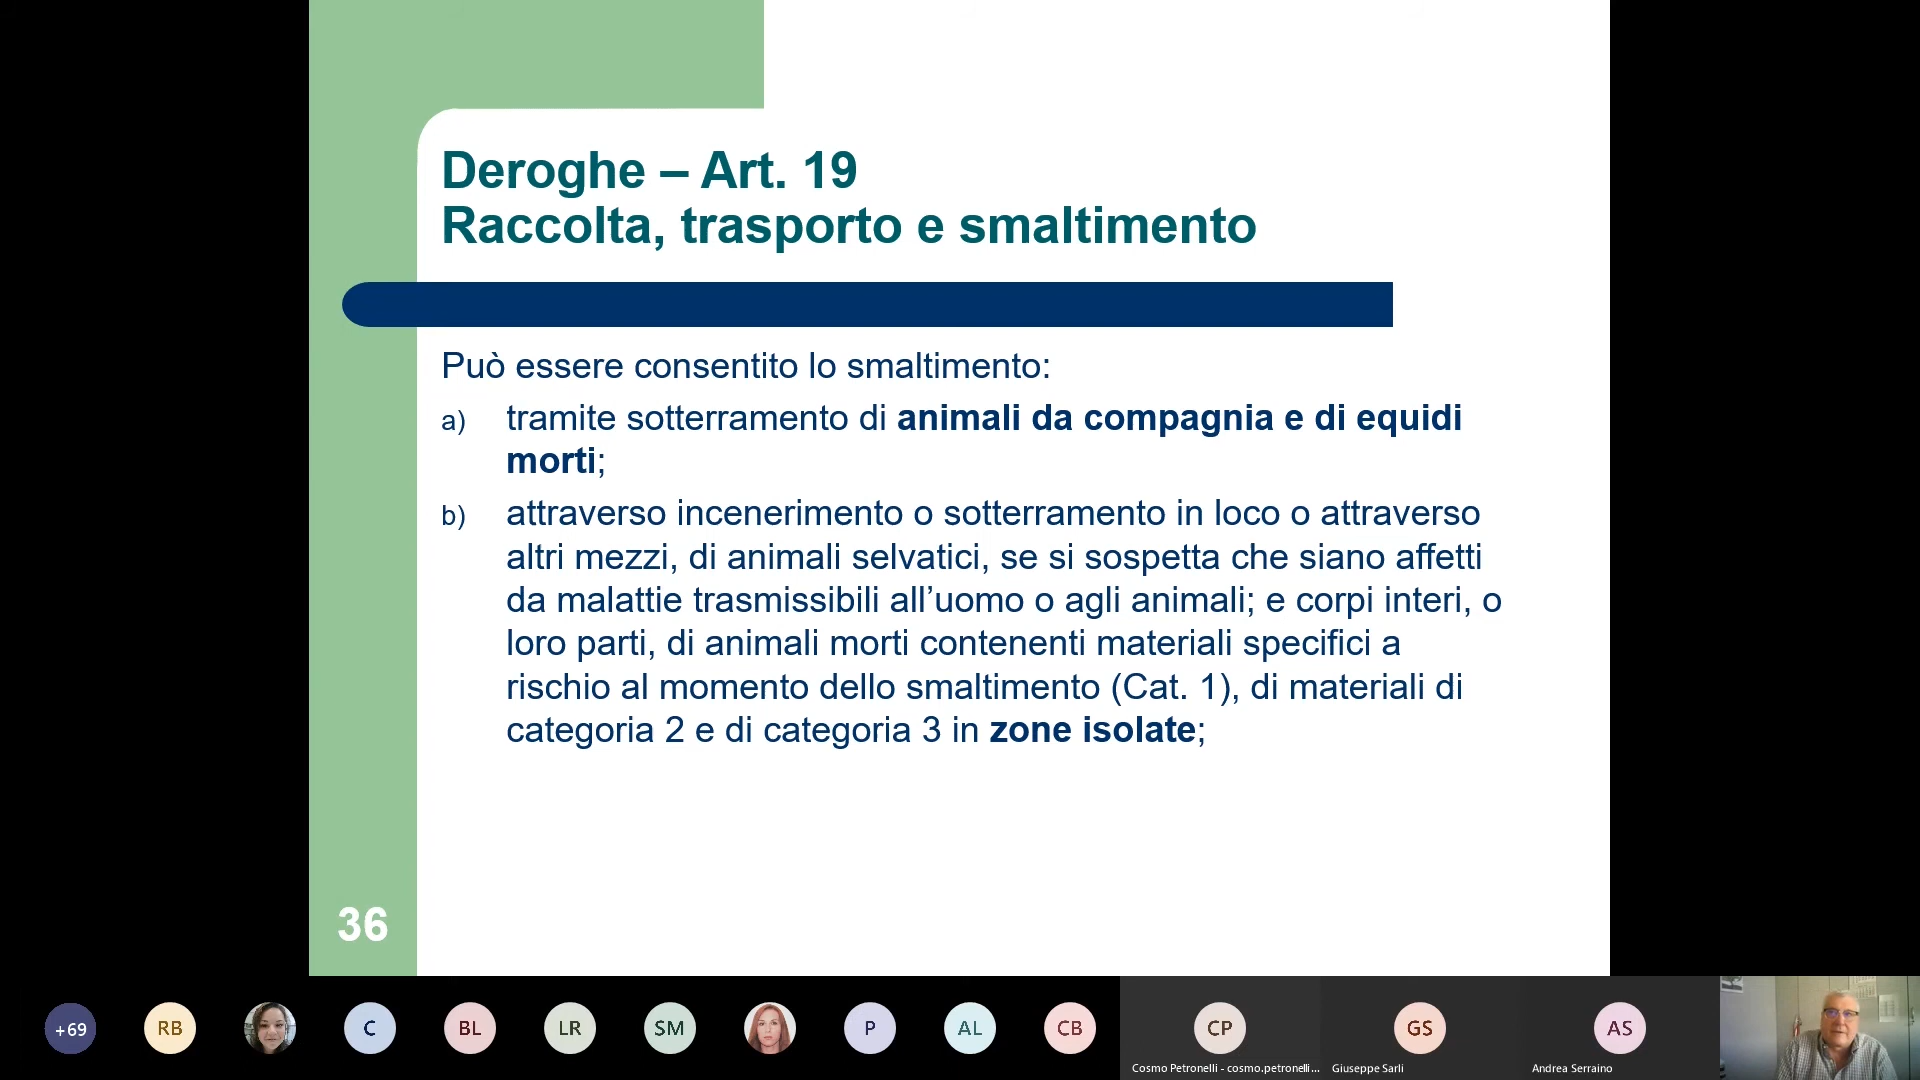 Deroghe – Art. 19
Raccolta, trasporto e smaltimento
Può essere consentito lo smaltimento:
a) tramite sotterramento di animali da compagnia e di equidi
morti;
b) attraverso incenerimento o sotterramento in loco o attraverso
altri mezzi, di animali selvatici, se si sospetta che siano affetti
da malattie trasmissibili all’uomo o agli animali; e corpi interi, o
loro parti, di animali morti contenenti materiali specifici a
rischio al momento dello smaltimento (Cat. 1), di materiali di
categoria 2 e di categoria 3 in zone isolate;
36
+69 RB C BL LR SM P AL CB CP GS AS
Cosmo Petronelli - cosmo.petronelli... Giuseppe Sarli Andrea Serraino